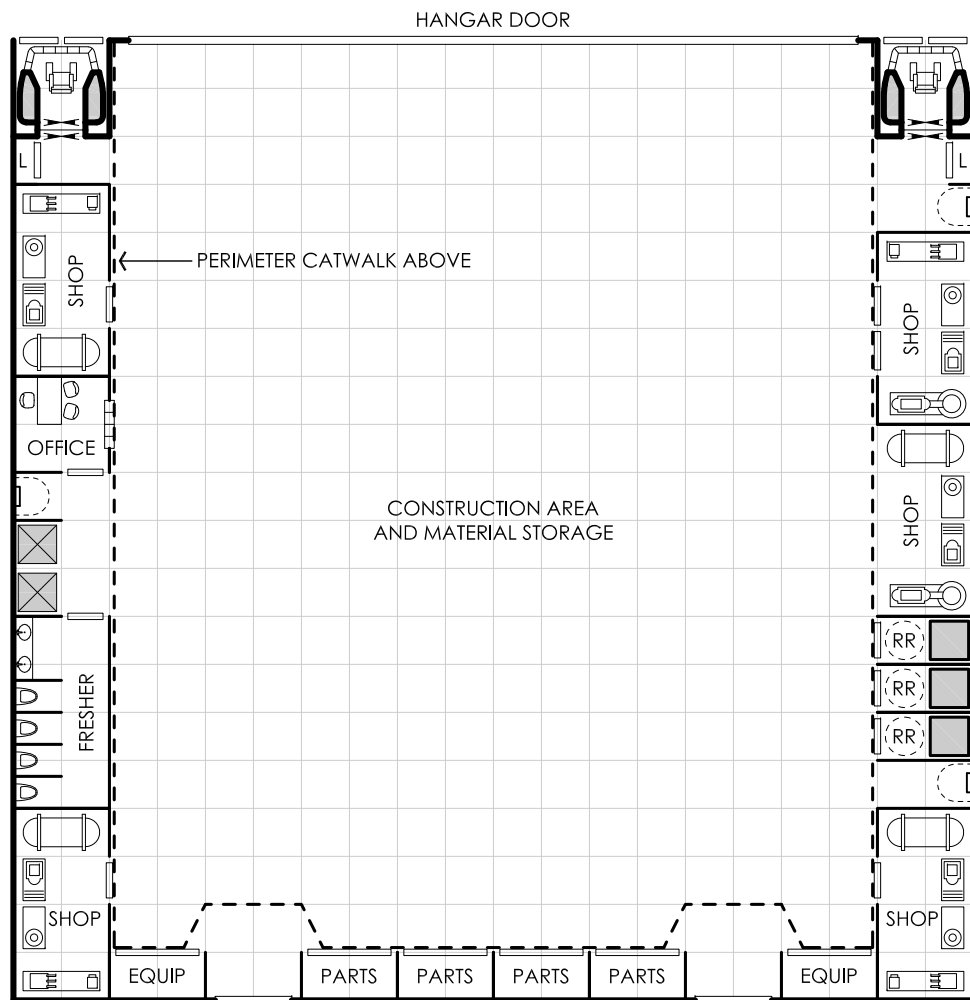 HANGAR DOOR
L
L
PERIMETER CATWALK ABOVE
SHOP
SHOP
OFFICE
CONSTRUCTION AREA
AND MATERIAL STORAGE
SHOP
RR
RR
RR
FRESHER
SHOP
SHOP
EQUIP
PARTS
PARTS
PARTS
PARTS
EQUIP